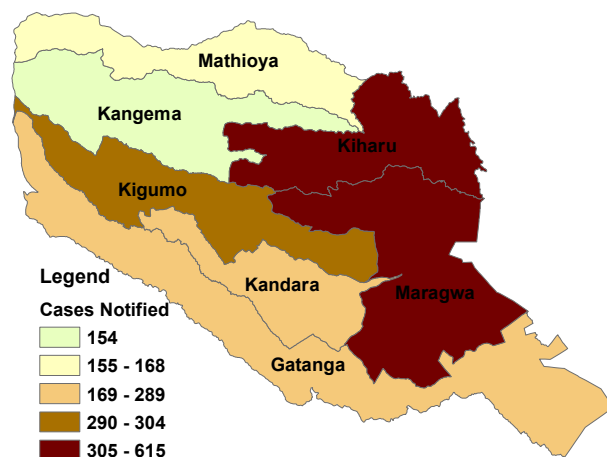 Mathioya
Kangema
Kiharu
Kigumo
Kandara
Maragwa
Gatanga
Legend
Cases Notified
154
155 - 168
169 - 289
290 - 304
305 - 615